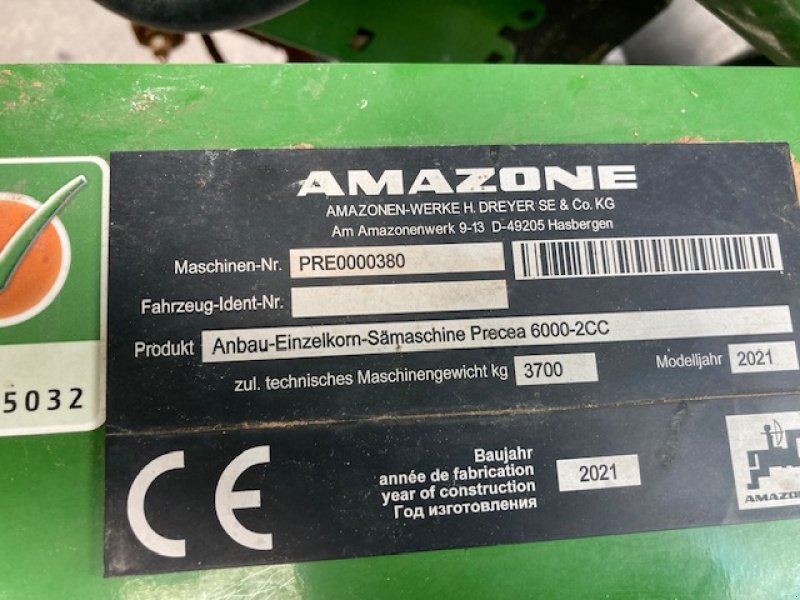 AMAZONE
AMAZONEN-WERKE H. DREYER SE & Co. KG
Am Amazonenwerk 9-13 D-49205 Hasbergen
Maschinen-Nr. PRE0000380
Fahrzeug-Ident-Nr.
Produkt Anbau-Einzelkorn-Sämaschine Precea 6000-2CC
zul. technisches Maschinengewicht kg 3700 Modelljahr 2021
5032
CE
Baujahr
année de fabrication
year of construction
Год изготовления
2021
AMAZONE